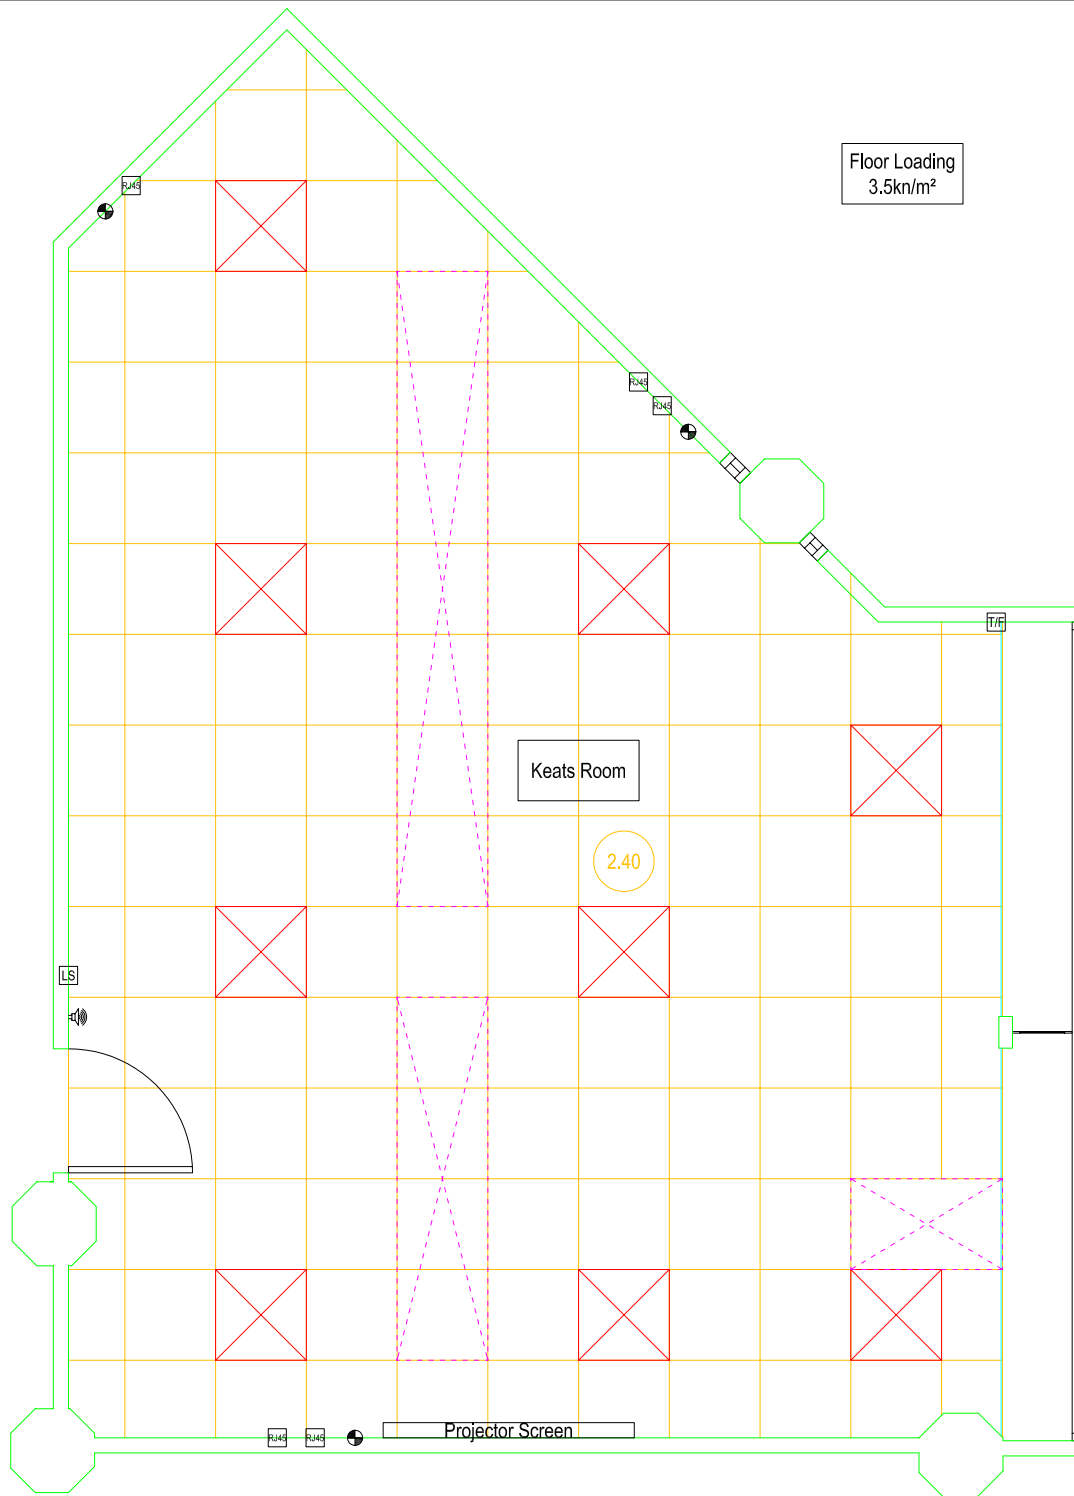 Floor Loading
3.5kn/m²
RJ45
RJ45
RJ45
T/F
Keats Room
2.40
LS
Projector Screen
RJ45
RJ45